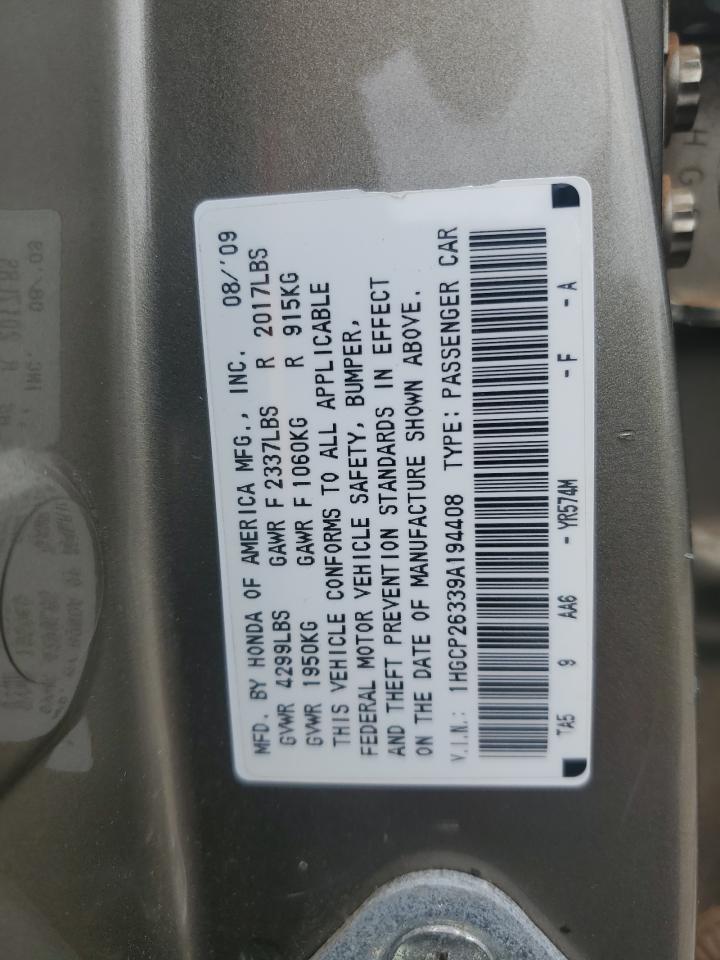 MFD. BY HONDA OF AMERICA MFG., INC. 08/'09
GVWR 4299LBS GAWR F 2337LBS R 2017LBS
GVWR 1950KG GAWR F 1060KG R 915KG
THIS VEHICLE CONFORMS TO ALL APPLICABLE
FEDERAL MOTOR VEHICLE SAFETY, BUMPER,
AND THEFT PREVENTION STANDARDS IN EFFECT
ON THE DATE OF MANUFACTURE SHOWN ABOVE.
V.I.N.: 1HGCP26339A194408 TYPE: PASSENGER CAR
TA5 9 AA6 - YR574M - F - A
H G